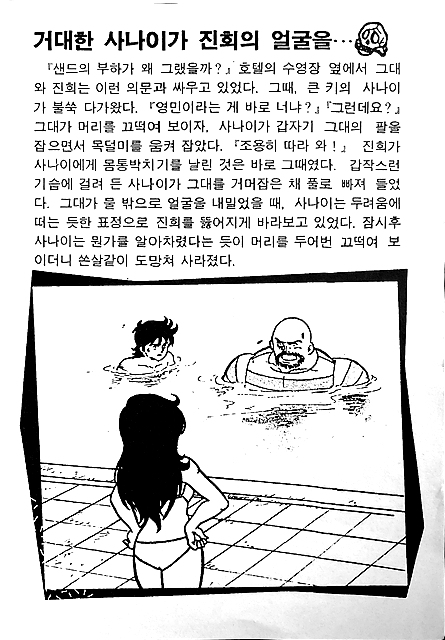 거대한 사나이가 진희의 얼굴을…
『샌드의 부하가 왜 그랬을까?』 호텔의 수영장 옆에서 그대
와 진희는 이런 의문과 싸우고 있었다. 그때, 큰 키의 사나이
가 불쑥 다가왔다. 『영민이라는 게 바로 너냐?』 『그런데요?』
그대가 머리를 끄떡여 보이자, 사나이가 갑자기 그대의 팔을
잡으면서 목덜미를 움켜 잡았다. 『조용히 따라 와!』 진희가
사나이에게 몸통박치기를 날린 것은 바로 그때였다. 갑작스런
기습에 걸려 든 사나이가 그대를 거머잡은 채 풀로 빠져 들었
다. 그대가 물 밖으로 얼굴을 내밀었을 때, 사나이는 두려움에
떠는 듯한 표정으로 진희를 뚫어지게 바라보고 있었다. 잠시후
사나이는 뭔가를 알아차렸다는 듯이 머리를 두어번 끄떡여 보
이더니 쏜살같이 도망쳐 사라졌다.